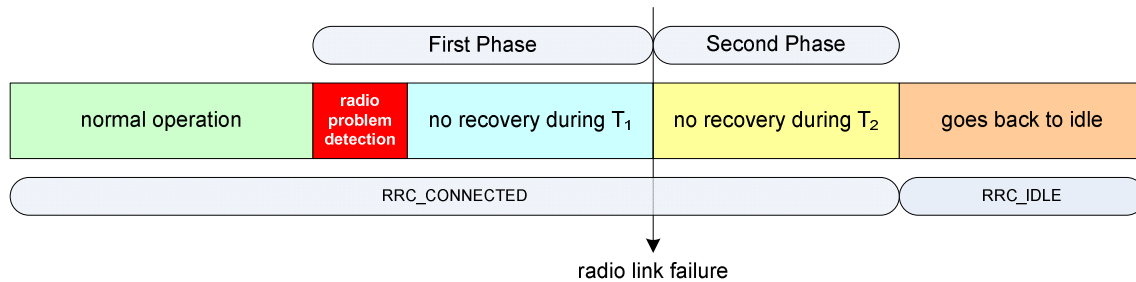 First Phase
Second Phase
normal operation
radio
problem
detection
no recovery during T₁
no recovery during T₂
goes back to idle
RRC_CONNECTED
RRC_IDLE
radio link failure